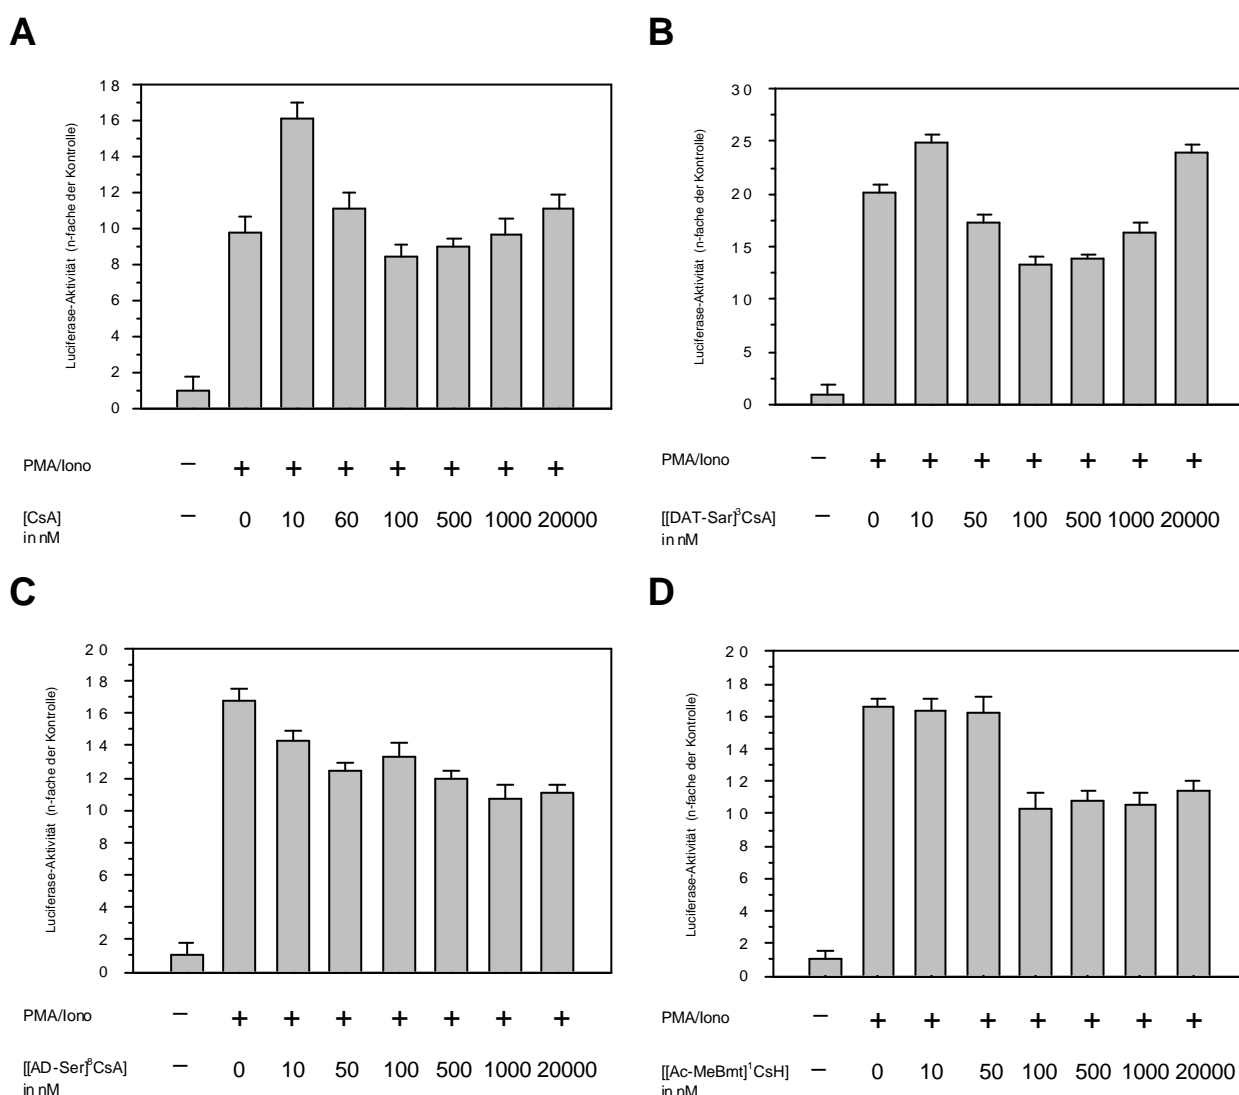 A
Luciferase-Aktivität (n-fache der Kontrolle)
18
16
14
12
10
8
6
4
2
0
PMA/Iono – + + + + + + +
[CsA] – 0 10 60 100 500 1000 20000
in nM
B
Luciferase-Aktivität (n-fache der Kontrolle)
30
25
20
15
10
5
0
PMA/Iono – + + + + + + +
[[DAT-Sar]³CsA] – 0 10 50 100 500 1000 20000
in nM
C
Luciferase-Aktivität (n-fache der Kontrolle)
20
18
16
14
12
10
8
6
4
2
0
PMA/Iono – + + + + + + +
[[AD-Ser]⁸CsA] – 0 10 50 100 500 1000 20000
in nM
D
Luciferase-Aktivität (n-fache der Kontrolle)
20
18
16
14
12
10
8
6
4
2
0
PMA/Iono – + + + + + + +
[[Ac-MeBmt]¹CsH] – 0 10 50 100 500 1000 20000
in nM